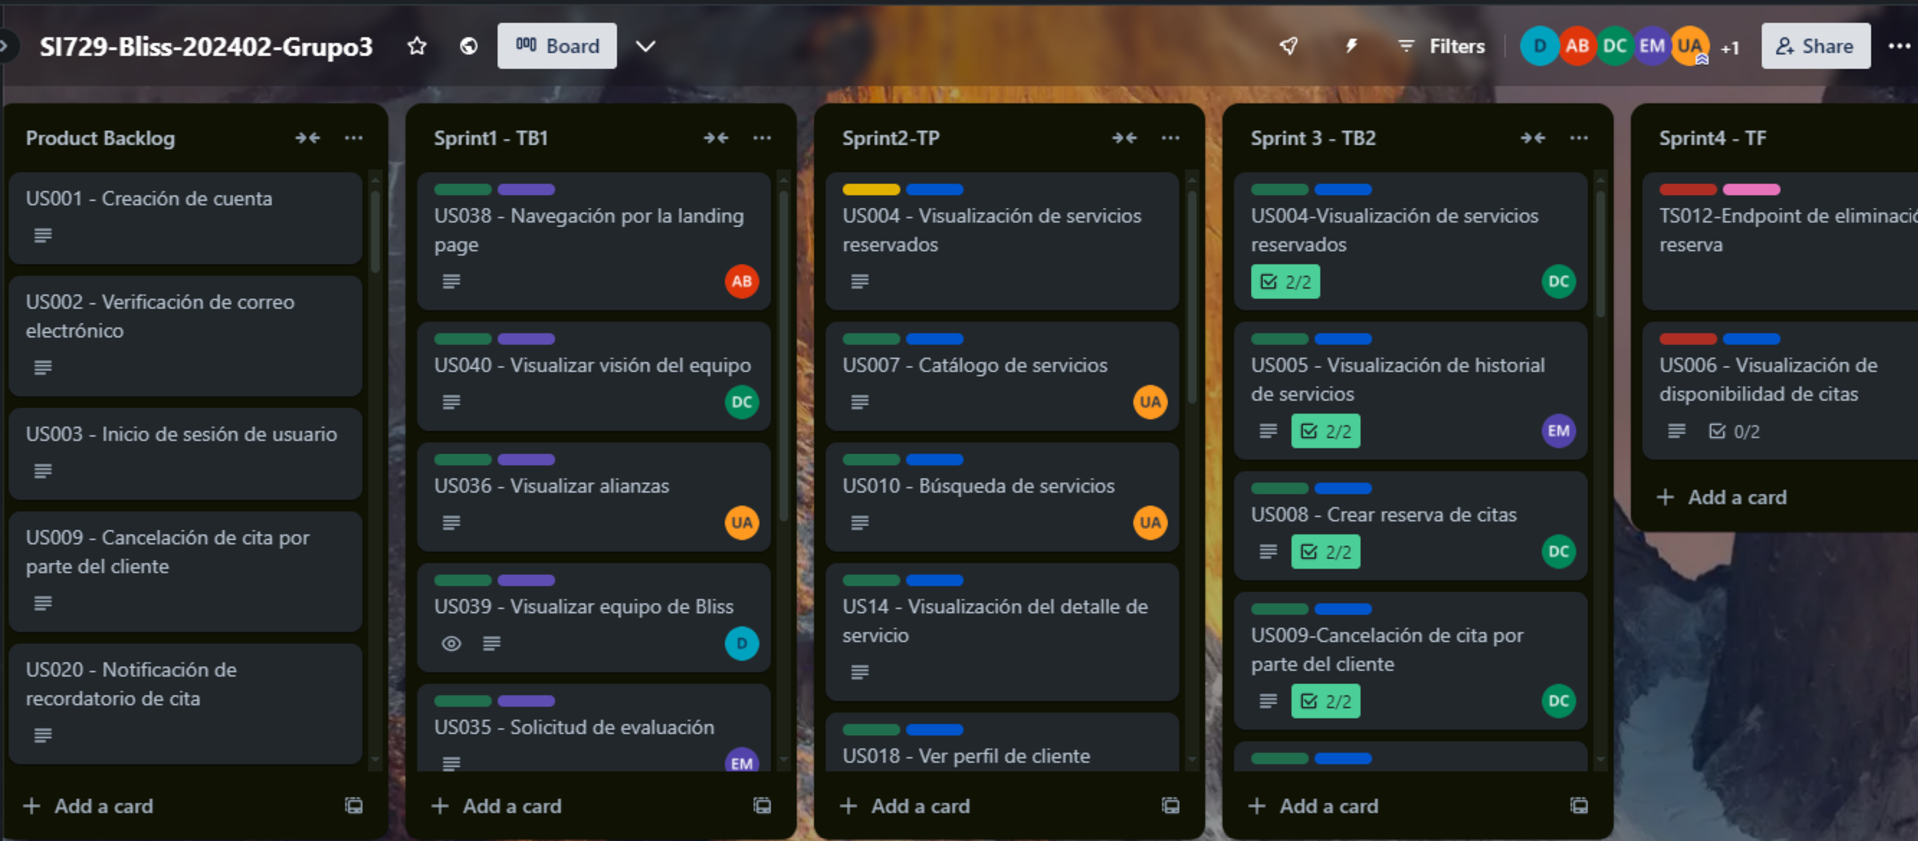 SI729-Bliss-202402-Grupo3
Board
Filters
D
AB
DC
EM
UA
+1
Share
Product Backlog
US001 - Creación de cuenta
US002 - Verificación de correo
electrónico
US003 - Inicio de sesión de usuario
US009 - Cancelación de cita por
parte del cliente
US020 - Notificación de
recordatorio de cita
+ Add a card
Sprint1 - TB1
US038 - Navegación por la landing
page
AB
US040 - Visualizar visión del equipo
DC
US036 - Visualizar alianzas
UA
US039 - Visualizar equipo de Bliss
D
US035 - Solicitud de evaluación
EM
+ Add a card
Sprint2-TP
US004 - Visualización de servicios
reservados
US007 - Catálogo de servicios
UA
US010 - Búsqueda de servicios
UA
US14 - Visualización del detalle de
servicio
US018 - Ver perfil de cliente
+ Add a card
Sprint 3 - TB2
US004-Visualización de servicios
reservados
2/2
DC
US005 - Visualización de historial
de servicios
2/2
EM
US008 - Crear reserva de citas
2/2
DC
US009-Cancelación de cita por
parte del cliente
2/2
DC
+ Add a card
Sprint4 - TF
TS012-Endpoint de eliminació
reserva
US006 - Visualización de
disponibilidad de citas
0/2
+ Add a card